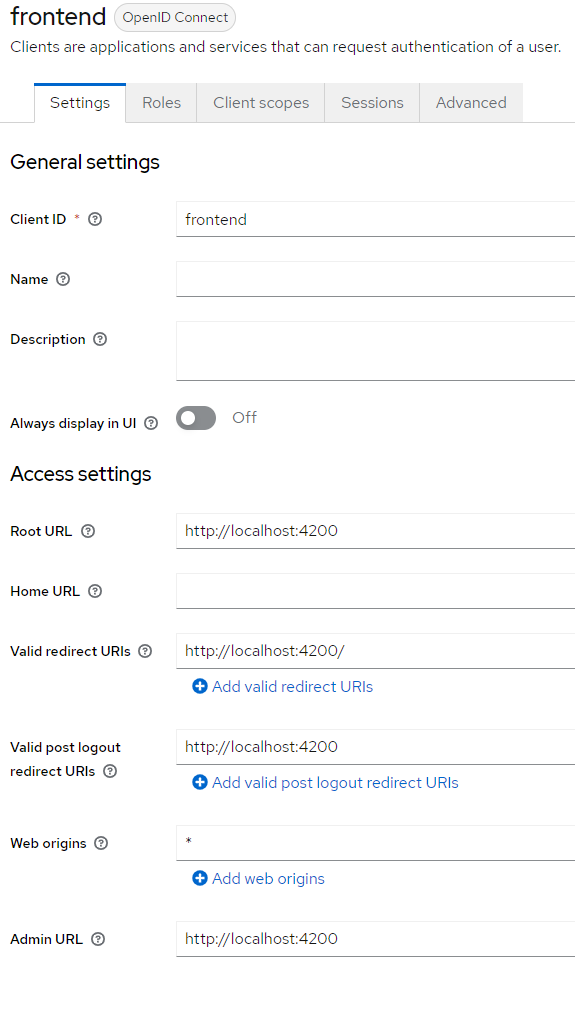 frontend OpenID Connect
Clients are applications and services that can request authentication of a user.
Settings Roles Client scopes Sessions Advanced
General settings
Client ID * frontend
Name
Description
Always display in UI Off
Access settings
Root URL http://localhost:4200
Home URL
Valid redirect URIs http://localhost:4200/
Add valid redirect URIs
Valid post logout http://localhost:4200
redirect URIs
Add valid post logout redirect URIs
Web origins *
Add web origins
Admin URL http://localhost:4200